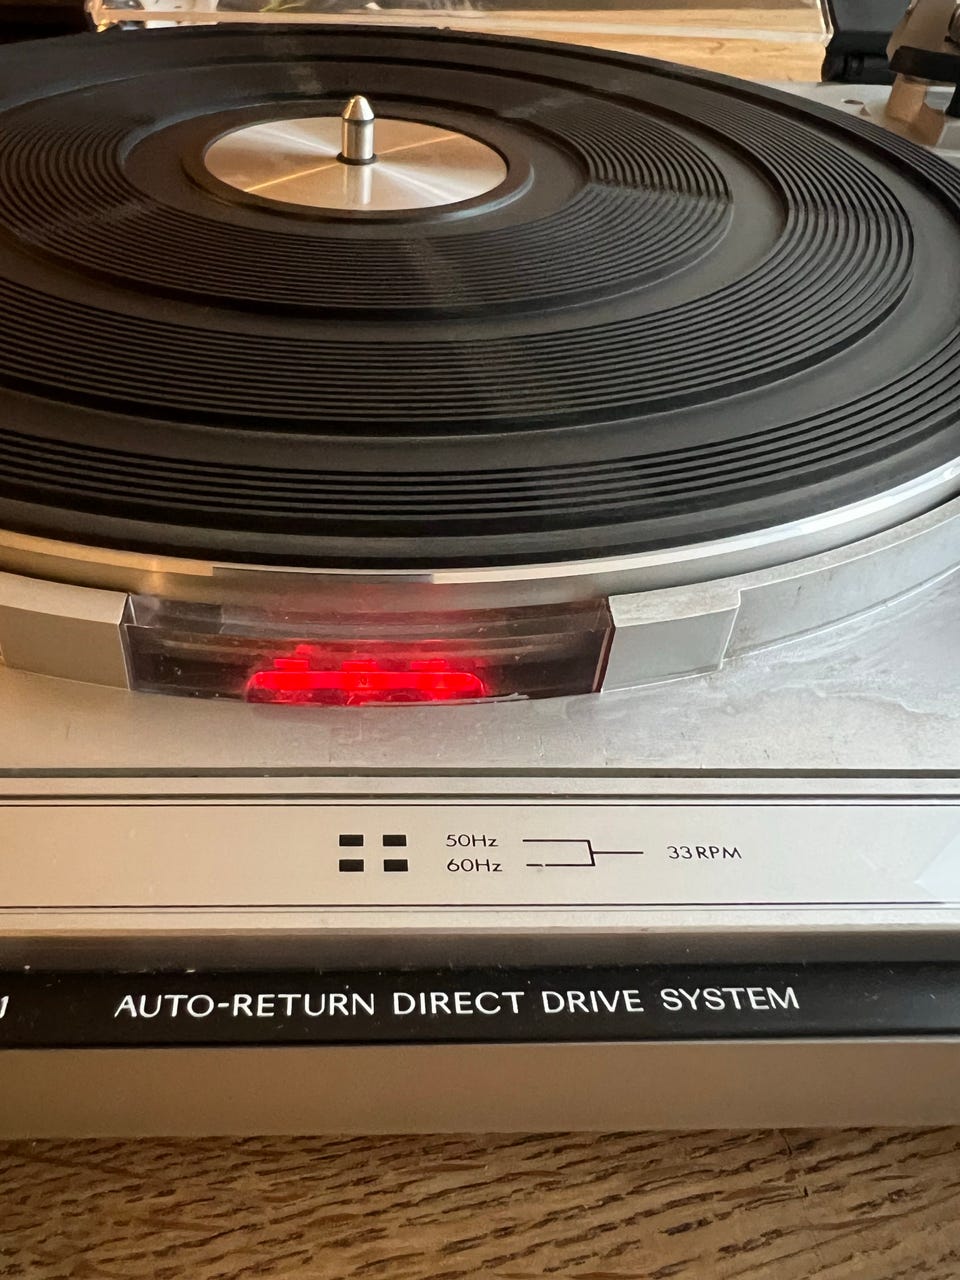 50Hz
60Hz
33RPM
AUTO-RETURN DIRECT DRIVE SYSTEM